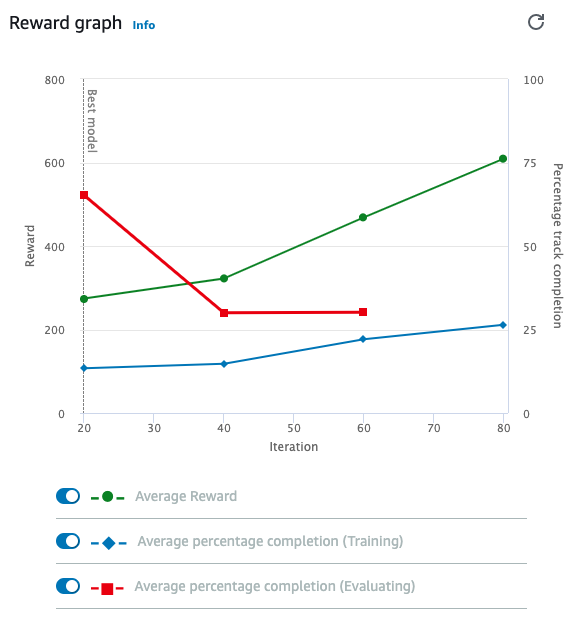 Reward graph Info
800 100
Best model
600 75
Reward
Percentage track completion
400 50
200 25
0 0
20 30 40 50 60 70 80
Iteration
Average Reward
Average percentage completion (Training)
Average percentage completion (Evaluating)